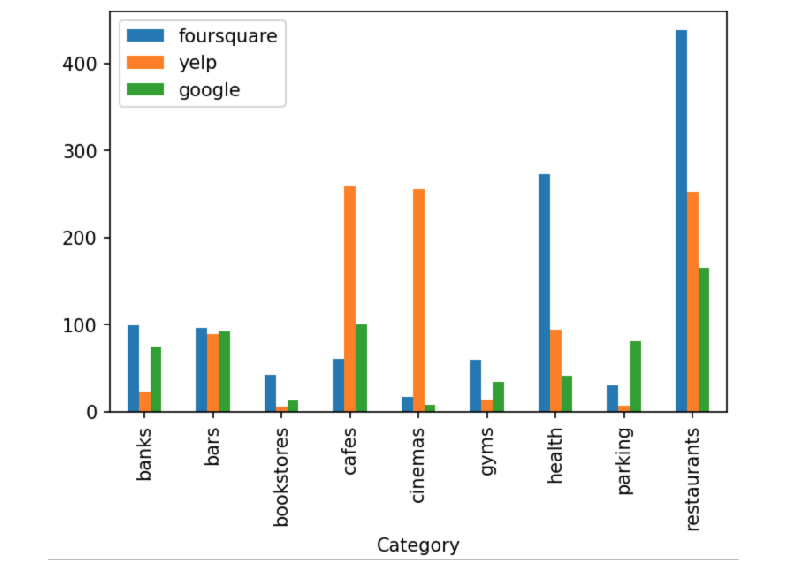 foursquare
yelp
google
400
300
200
100
0
banks
bars
bookstores
cafes
cinemas
gyms
health
parking
restaurants
Category